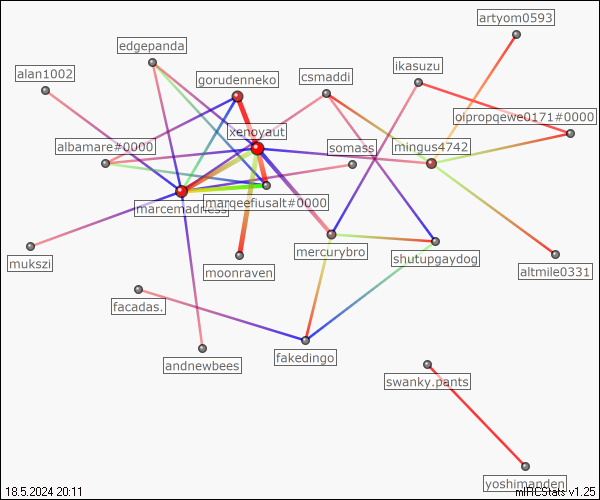 artyom0593
edgepanda
alan1002
gorudenneko
csmaddi
ikasuzu
oipropqewe0171#0000
xenoyaut
albamare#0000
somass
mingus4742
marcemadness
marqeefiusalt#0000
mercurybro
mukszi
moonraven
shutupgaydog
altmile0331
facadas.
andnewbees
fakedingo
swanky.pants
yoshimanden
18.5.2024 20:11
mIRCStats v1.25